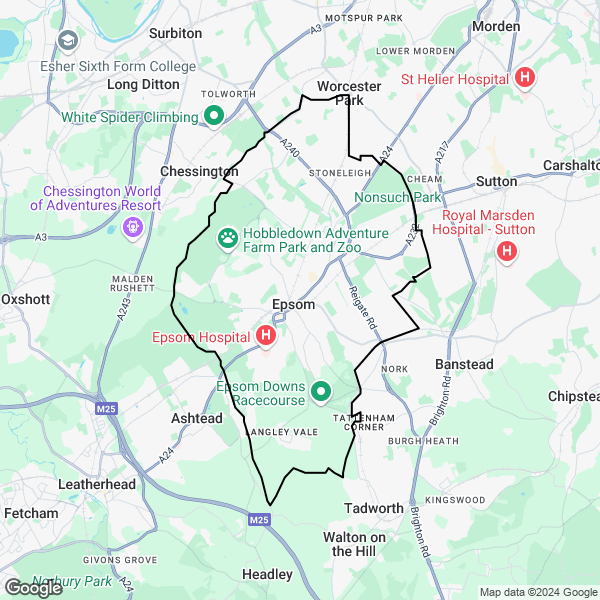 MOTSPUR PARK
Surbiton
Morden
A3
Esher Sixth Form College
LOWER MORDEN
Long Ditton
Worcester
Park
St Helier Hospital
TOLWORTH
White Spider Climbing
A240
A24
A217
Chessington
STONELEIGH
CHEAM
Carshalto
Sutton
Chessington World
of Adventures Resort
Nonsuch Park
Royal Marsden
Hospital - Sutton
Hobbledown Adventure
Farm Park and Zoo
A3
MALDEN
RUSHETT
A243
Oxshott
Epsom
Reigate Rd
Epsom Hospital
Banstead
NORK
Epsom Downs
Racecourse
Brighton Rd
Chipstea
M25
Ashtead
TATTENHAM
CORNER
LANGLEY VALE
BURGH HEATH
A24
Leatherhead
KINGSWOOD
Tadworth
Fetcham
M25
Walton on
the Hill
Brighton Rd
GIVONS GROVE
Headley
Norbury Park
A24
Google
Map data ©2024 Google